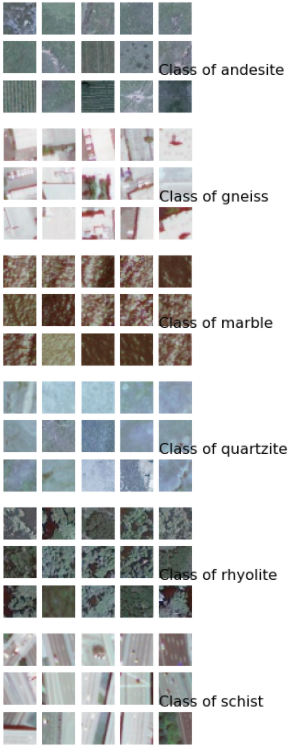 Class of andesite
Class of gneiss
Class of marble
Class of quartzite
Class of rhyolite
Class of schist